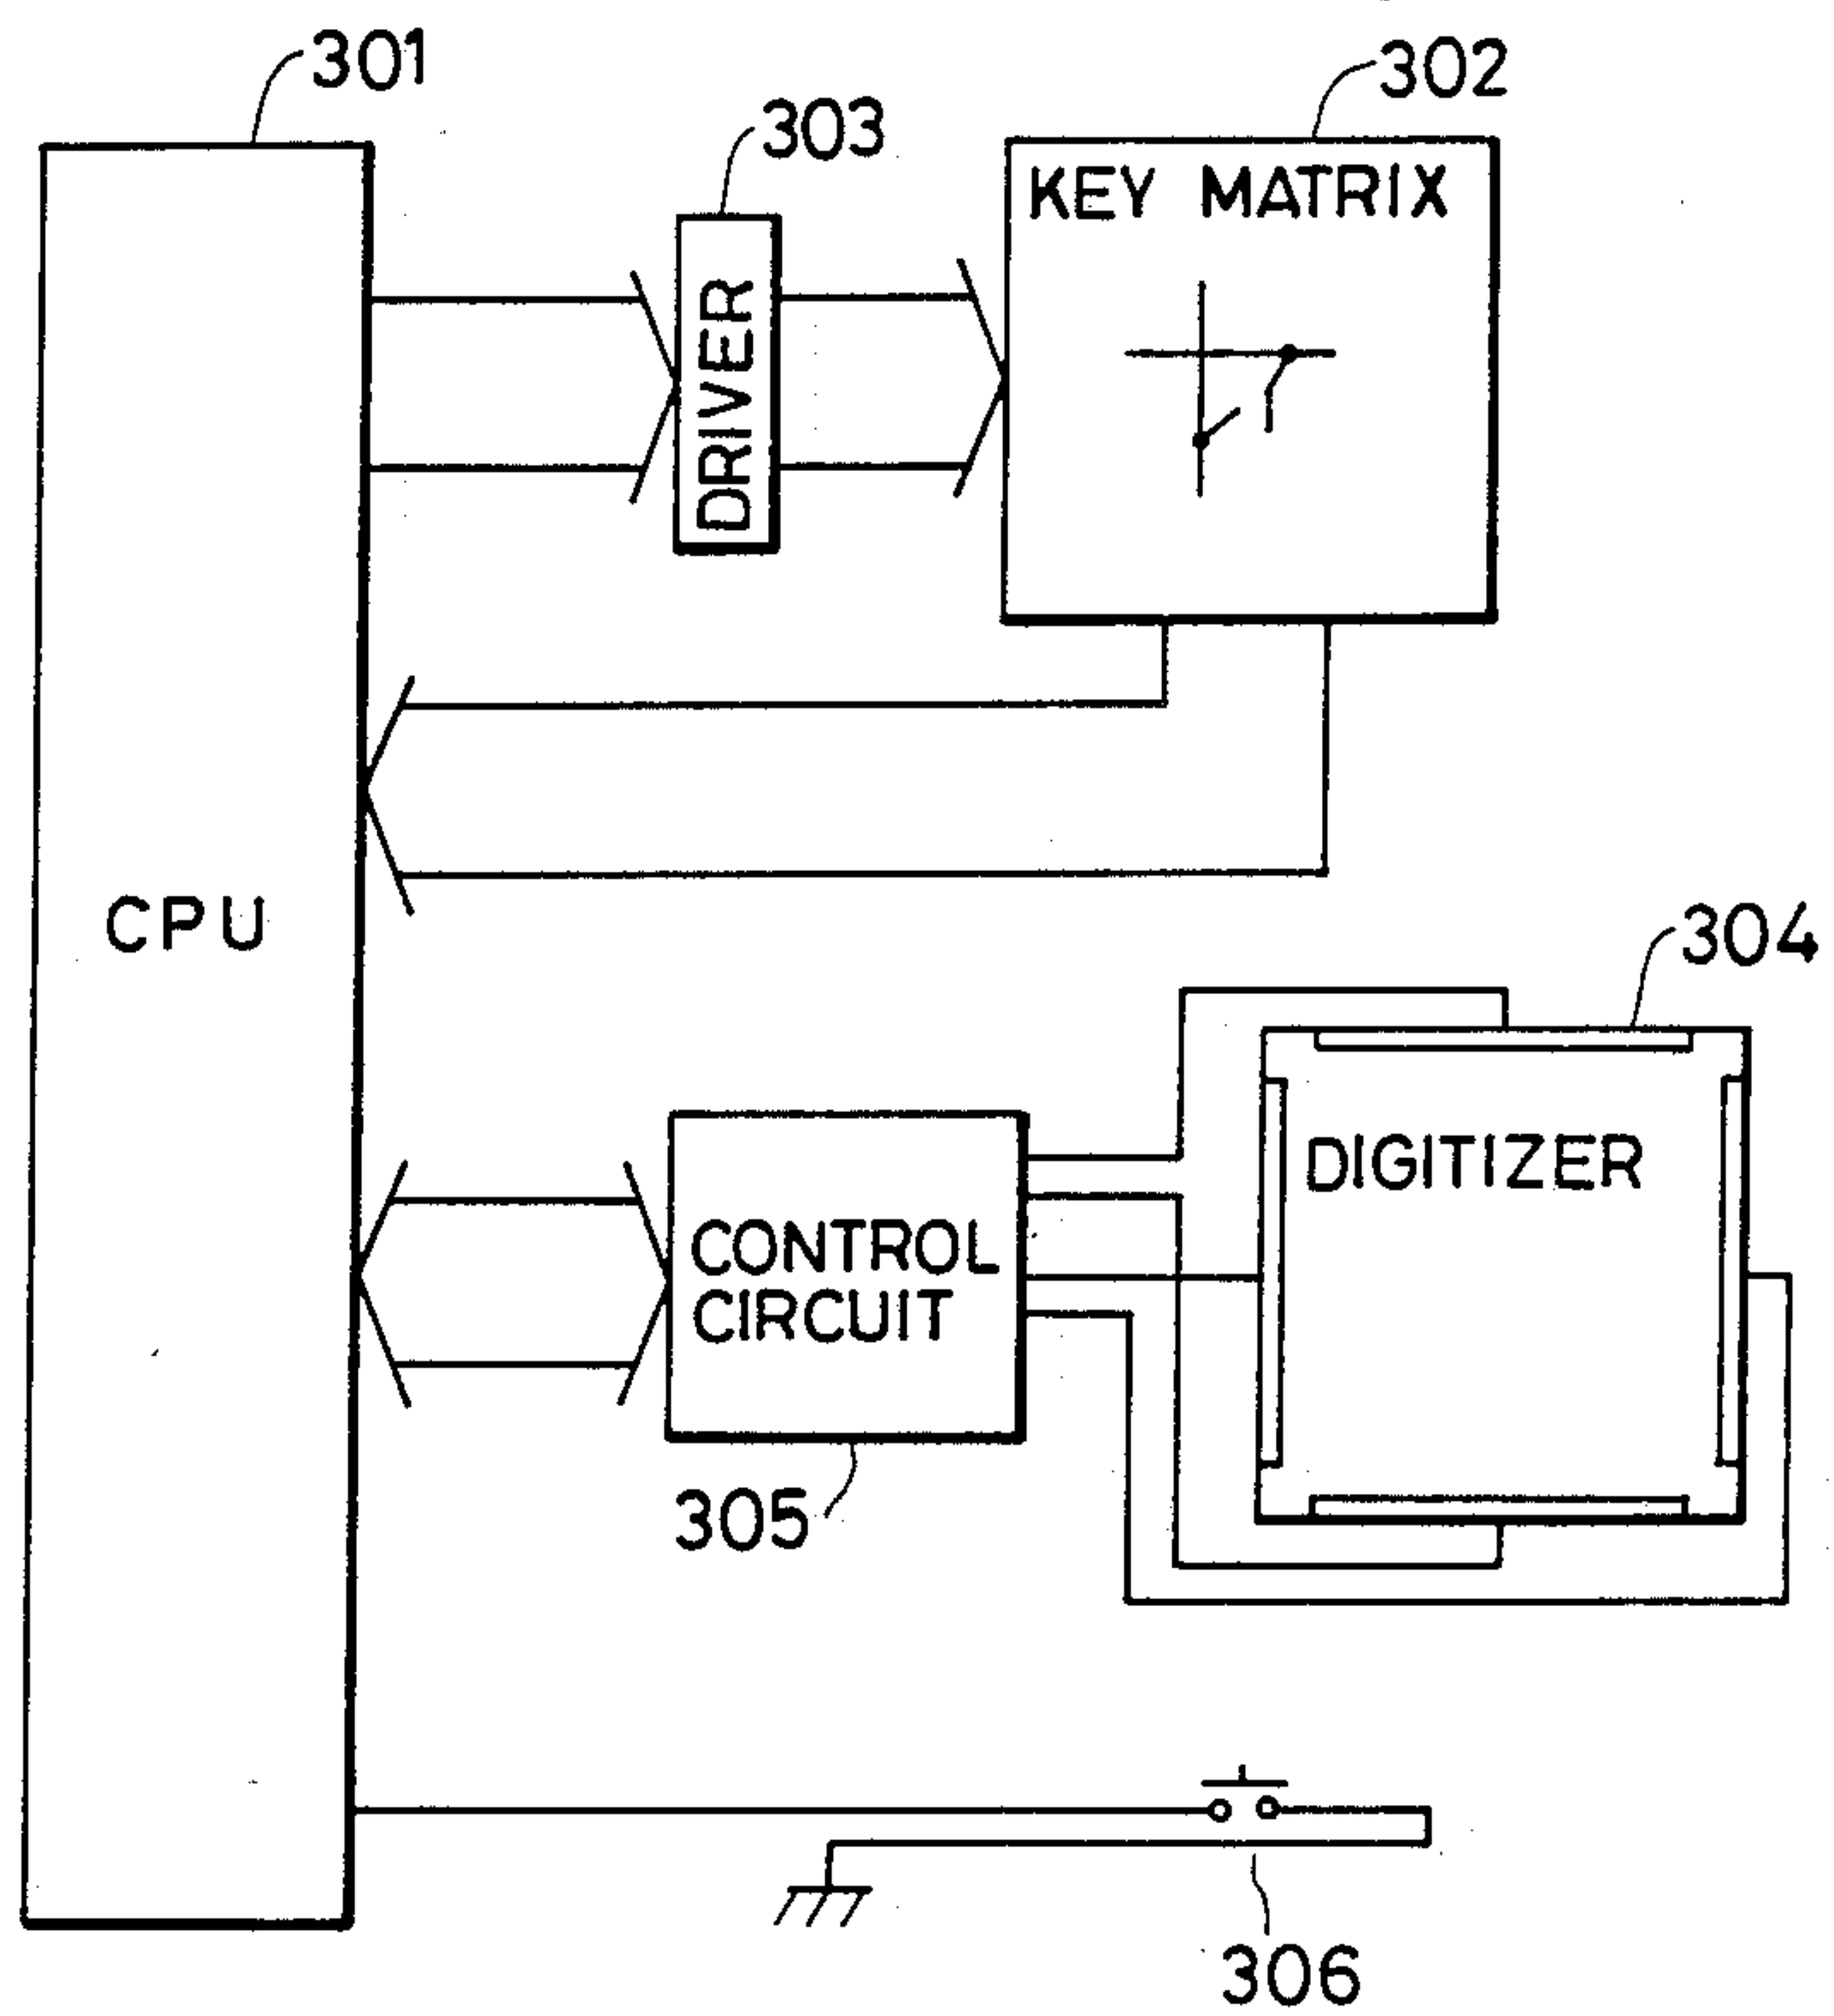 301
302
303
KEY MATRIX
DRIVER
CPU
304
DIGITIZER
CONTROL
CIRCUIT
305
306